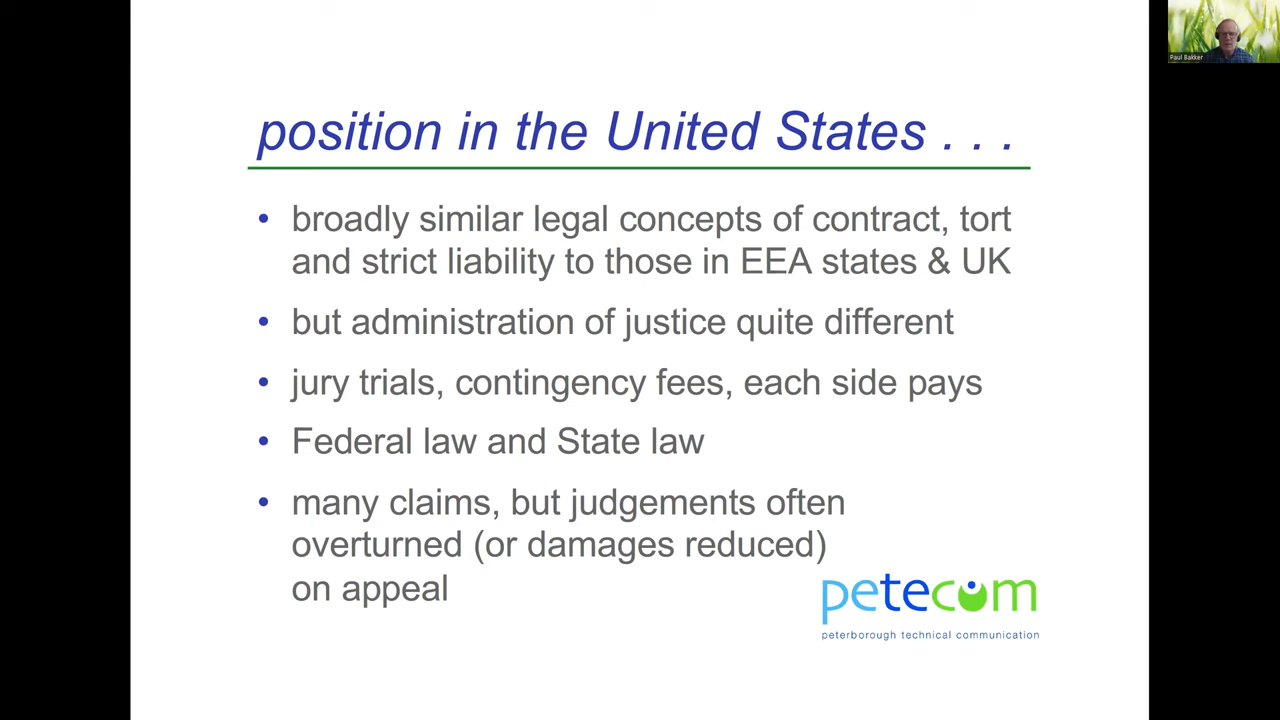 Paul Bakker
position in the United States . . .
• broadly similar legal concepts of contract, tort
and strict liability to those in EEA states & UK
• but administration of justice quite different
• jury trials, contingency fees, each side pays
• Federal law and State law
• many claims, but judgements often
overturned (or damages reduced)
on appeal
petecom
peterborough technical communication